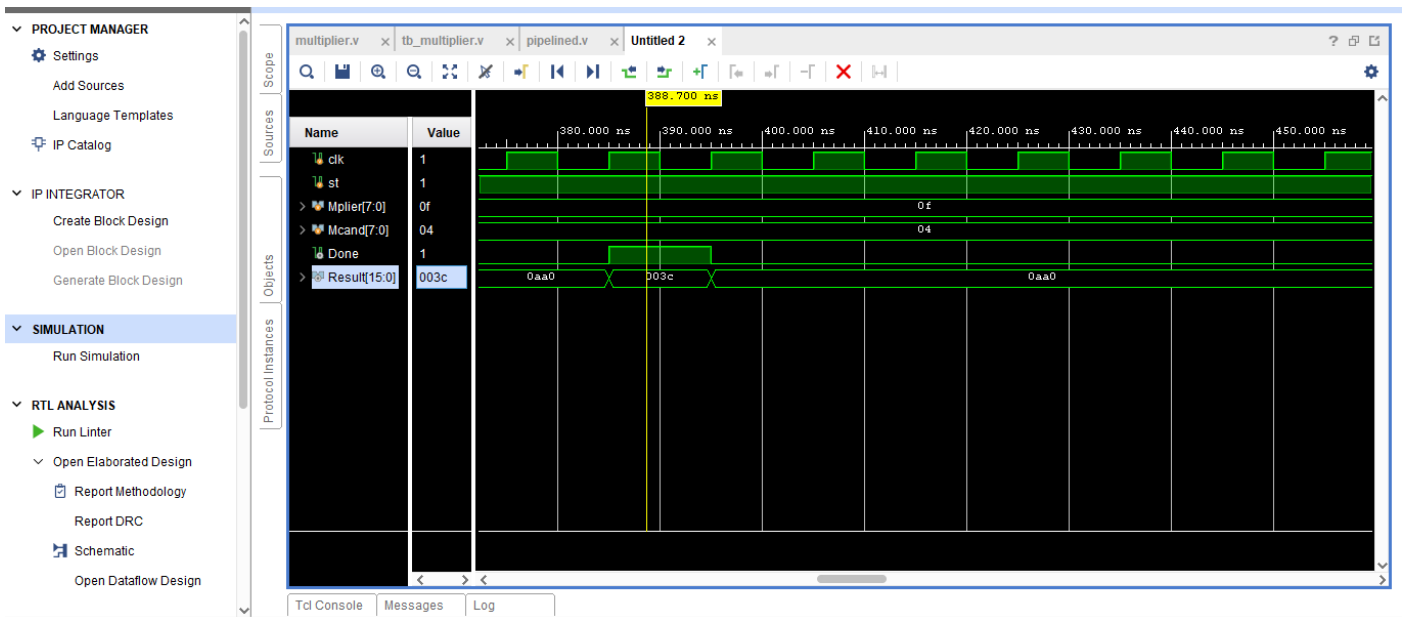 PROJECT MANAGER
Settings
Add Sources
Language Templates
IP Catalog
IP INTEGRATOR
Create Block Design
Open Block Design
Generate Block Design
SIMULATION
Run Simulation
RTL ANALYSIS
Run Linter
Open Elaborated Design
Report Methodology
Report DRC
Schematic
Open Dataflow Design
Scope
Sources
Objects
Protocol Instances
multiplier.v × tb_multiplier.v × pipelined.v × Untitled 2 ×
388.700 ns
Name Value
380.000 ns 390.000 ns 400.000 ns 410.000 ns 420.000 ns 430.000 ns 440.000 ns 450.000 ns
clk 1
st 1
Mplier[7:0] 0f 0f
Mcand[7:0] 04 04
Done 1
Result[15:0] 003c 0aa0 003c 0aa0
Tcl Console Messages Log